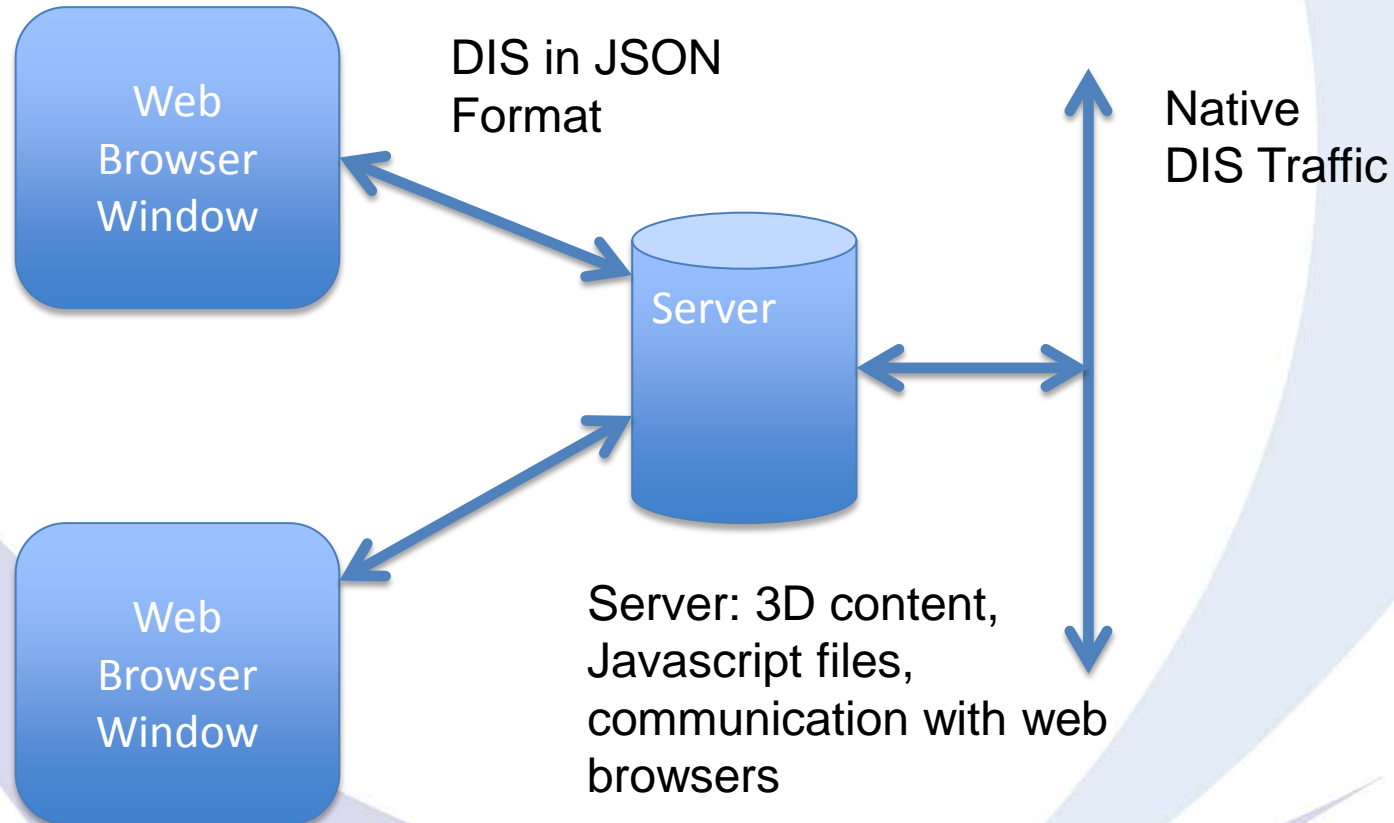 Web
Browser
Window
DIS in JSON
Format
Native
DIS Traffic
Server
Web
Browser
Window
Server: 3D content,
Javascript files,
communication with web
browsers